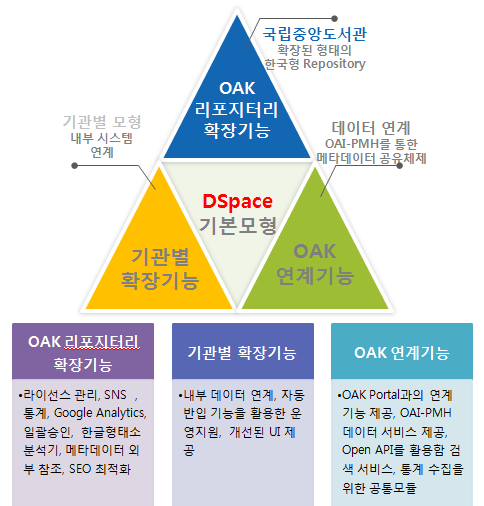 국립중앙도서관
확장된 형태의
한국형 Repository
OAK
리포지터리
확장기능
기관별 모형
내부 시스템
연계
데이터 연계
OAI-PMH를 통한
메타데이터 공유체제
DSpace
기본모형
기관별
확장기능
OAK
연계기능
OAK 리포지터리
확장기능
•라이선스 관리, SNS ,
통계, Google Analytics,
일괄승인, 한글형태소
분석기, 메타데이터 외
부 참조, SEO 최적화
기관별 확장기능
•내부 데이터 연계, 자동
반입 기능을 활용한 운
영지원, 개선된 UI 제
공
OAK 연계기능
•OAK Portal과의 연계
기능 제공, OAI-PMH
데이터 서비스 제공,
Open API를 활용함 검
색 서비스, 통계 수집을
위한 공통모듈